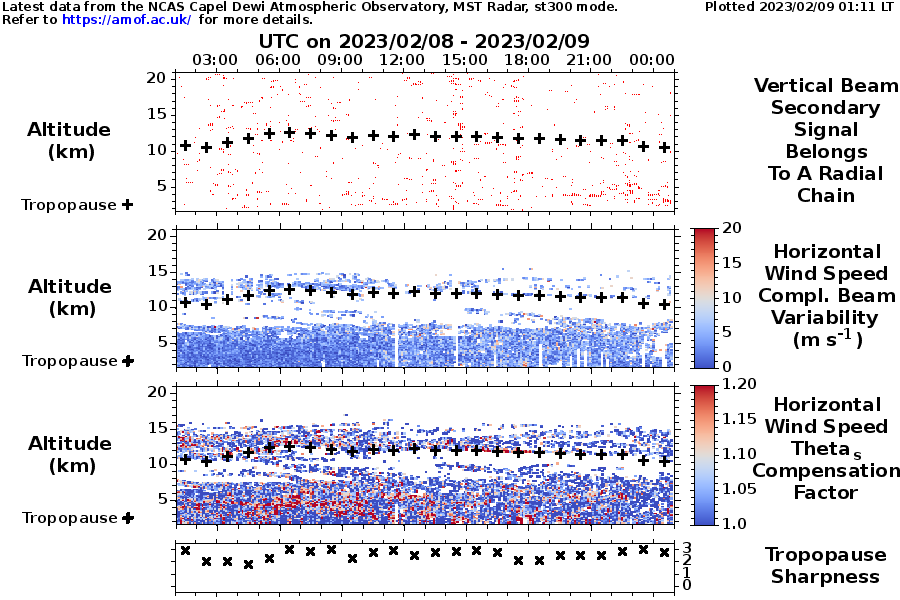 Latest data from the NCAS Capel Dewi Atmospheric Observatory, MST Radar, st300 mode.
Plotted 2023/02/09 01:11 LT
Refer to https://amof.ac.uk/ for more details.
UTC on 2023/02/08 - 2023/02/09
03:00 06:00 09:00 12:00 15:00 18:00 21:00 00:00
20
15
10
5
Altitude
(km)
Tropopause +
Vertical Beam
Secondary
Signal
Belongs
To A Radial
Chain
20
15
10
5
Altitude
(km)
Tropopause +
20
15
10
5
0
Horizontal
Wind Speed
Compl. Beam
Variability
(m s-1)
20
15
10
5
Altitude
(km)
Tropopause +
1.20
1.15
1.10
1.05
1.0
Horizontal
Wind Speed
Theta s
Compensation
Factor
3
2
1
0
Tropopause
Sharpness